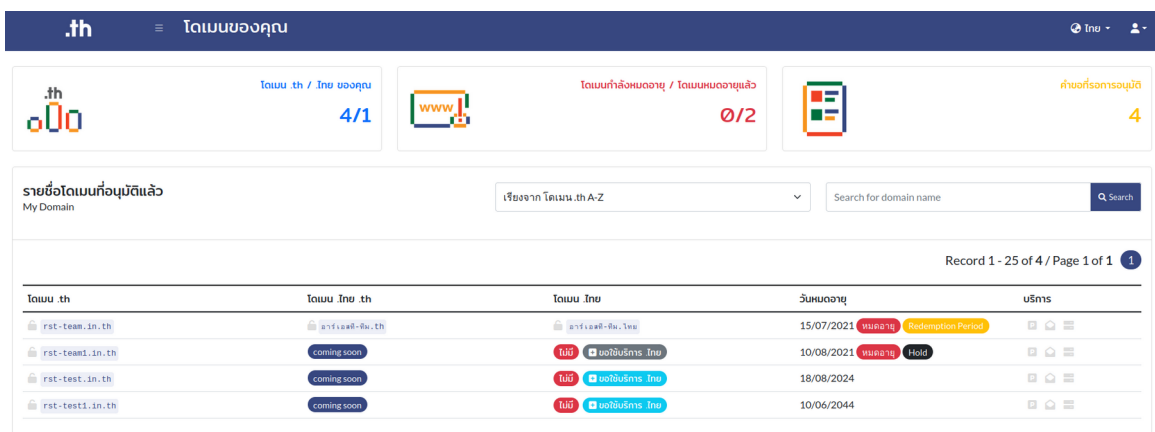 .th ≡ โดเมนของคุณ ไทย
.th
โดเมน .th / .ไทย ของคุณ
4/1
www
โดเมนกำลังหมดอายุ / โดเมนหมดอายุแล้ว
0/2
คำขอที่รอการอนุมัติ
4
รายชื่อโดเมนที่อนุมัติแล้ว
My Domain
เรียงจาก โดเมน .th A-Z
Search for domain name
Search
Record 1 - 25 of 4 / Page 1 of 1 1
โดเมน .th โดเมน .ไทย .th โดเมน .ไทย วันหมดอายุ บริการ
rst-team.in.th อาร์เอสที-ทีม.th อาร์เอสที-ทีม.ไทย 15/07/2021 หมดอายุ Redemption Period
rst-team1.in.th coming soon ไม่มี ขอใช้บริการ .ไทย 10/08/2021 หมดอายุ Hold
rst-test.in.th coming soon ไม่มี ขอใช้บริการ .ไทย 18/08/2024
rst-test1.in.th coming soon ไม่มี ขอใช้บริการ .ไทย 10/06/2044